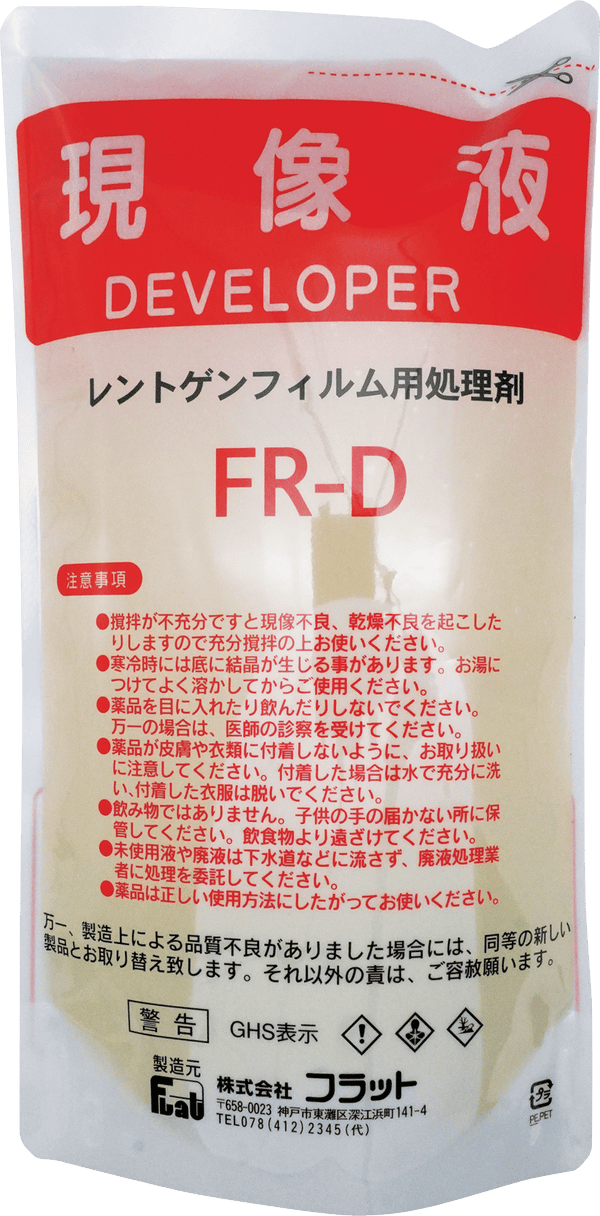 現像液
DEVELOPER
レントゲンフィルム用処理剤
FR-D
注意事項
●撹拌が不充分ですと現像不良、乾燥不良を起こした
りしますので充分撹拌の上お使いください。
●寒冷時には底に結晶が生じる事があります。お湯に
つけてよく溶かしてからご使用ください。
●薬品を目に入れたり飲んだりしないでください。
万一の場合は、医師の診察を受けてください。
●薬品が皮膚や衣類に付着しないように、お取り扱い
に注意してください。付着した場合は水で充分に洗
い、付着した衣服は脱いでください。
●飲み物ではありません。子供の手の届かない所に保
管してください。飲食物より遠ざけてください。
●未使用液や廃液は下水道などに流さず、廃液処理業
者に処理を委託してください。
●薬品は正しい使用方法にしたがってお使いください。
万一、製造上による品質不良がありました場合には、同等の新しい
製品とお取り替え致します。それ以外の責は、ご容赦願います。
警告 GHS表示
製造元
Flat 株式会社 フラット
〒658-0023 神戸市東灘区深江浜町141-4
TEL078(412)2345(代)
プラ
PE,PET